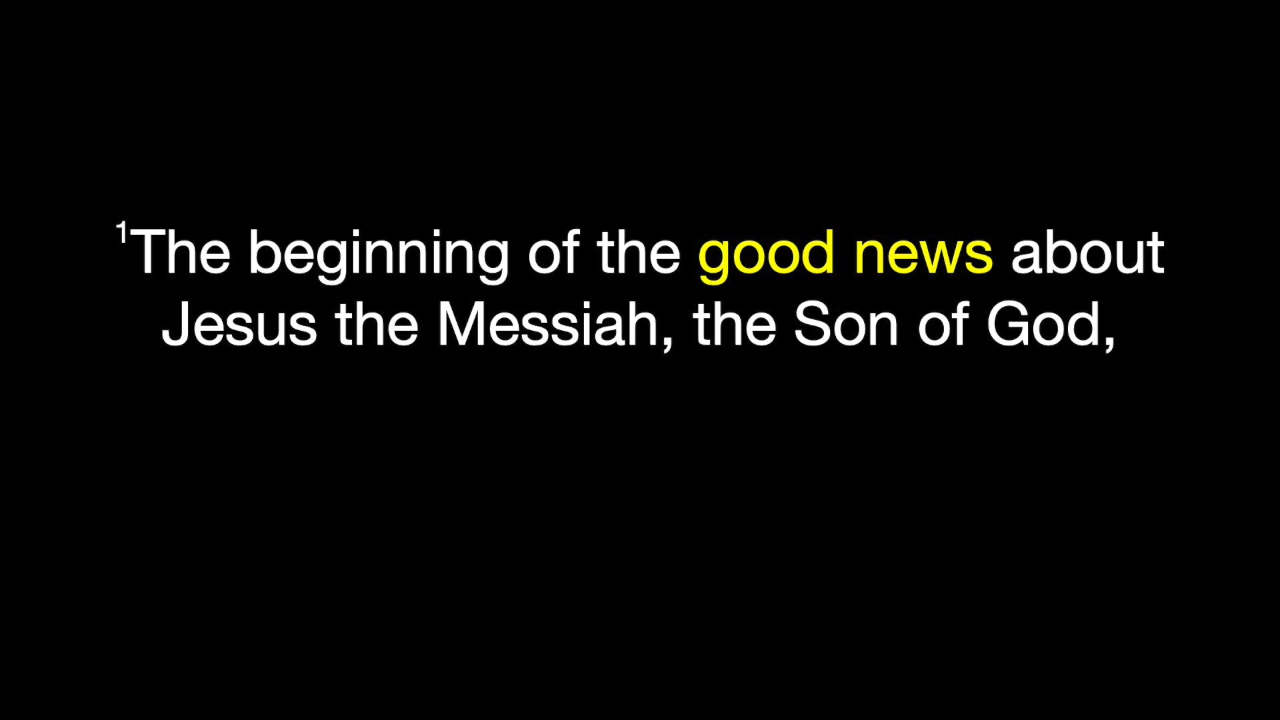 ¹The beginning of the good news about
Jesus the Messiah, the Son of God,